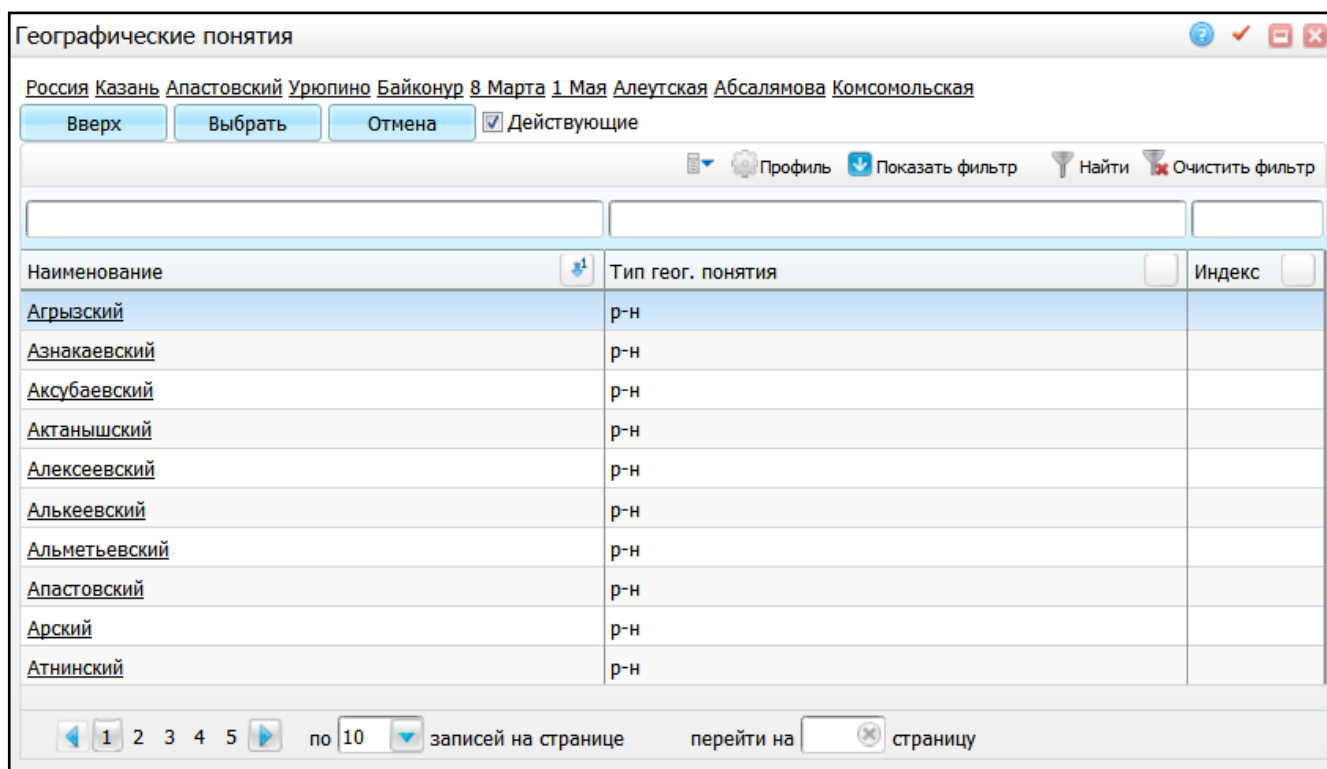 Географические понятия
Россия Казань Апастовский Урюпино Байконур 8 Марта 1 Мая Алеутская Абсалямова Комсомольская
Вверх Выбрать Отмена Действующие
Профиль Показать фильтр Найти Очистить фильтр
Наименование 1 Тип геог. понятия Индекс
Агрызский р-н
Азнакаевский р-н
Аксубаевский р-н
Актанышский р-н
Алексеевский р-н
Алькеевский р-н
Альметьевский р-н
Апастовский р-н
Арский р-н
Атнинский р-н
1 2 3 4 5 по 10 записей на странице перейти на страницу